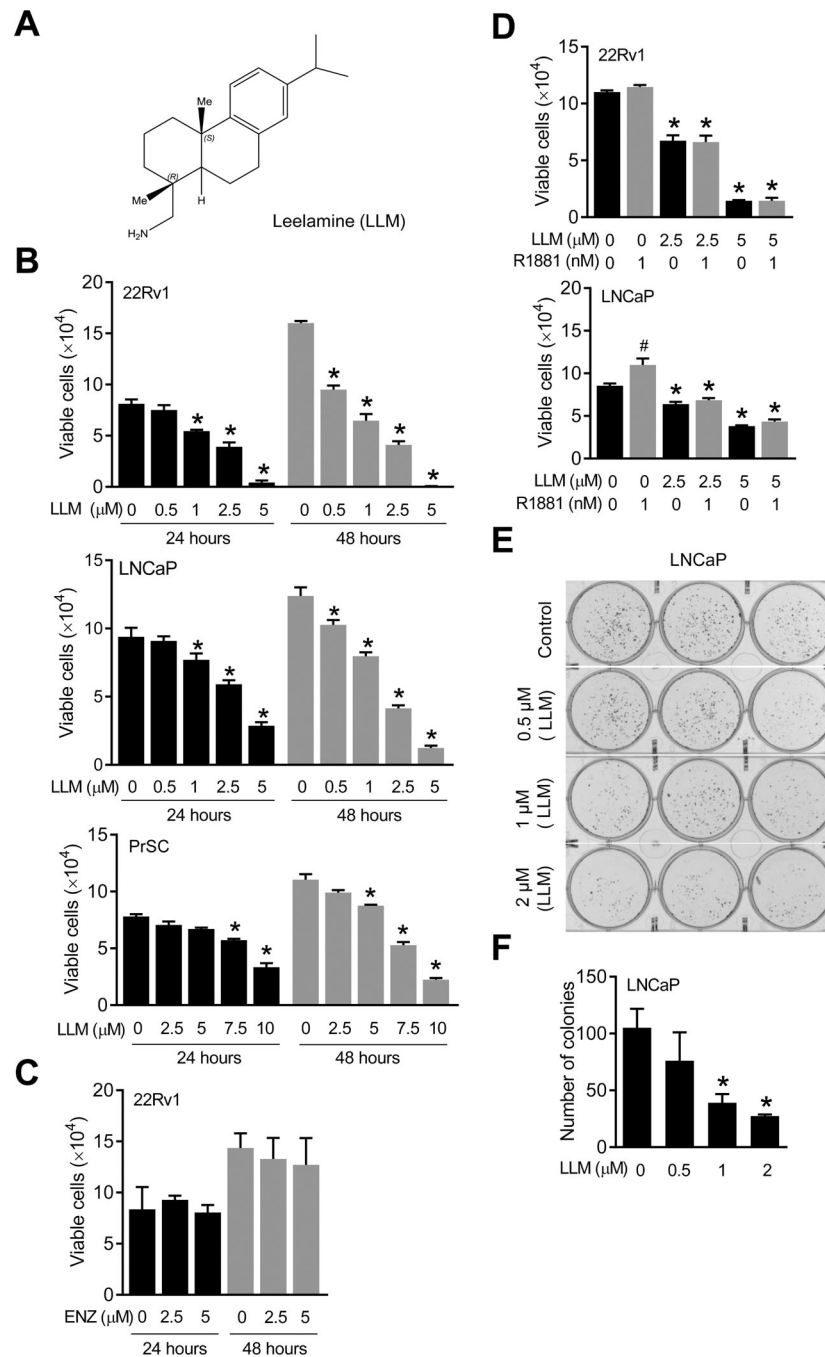 A
Me
(S)
(R)
Me
H
H₂N
Leelamine (LLM)
B
22Rv1
Viable cells (×10⁴)
20
15
10
5
0
* * * * * * *
LLM (μM) 0 0.5 1 2.5 5 0 0.5 1 2.5 5
24 hours 48 hours
LNCaP
Viable cells (×10⁴)
15
10
5
0
* * * * * * *
LLM (μM) 0 0.5 1 2.5 5 0 0.5 1 2.5 5
24 hours 48 hours
PrSC
Viable cells (×10⁴)
15
10
5
0
* * * * *
LLM (μM) 0 2.5 5 7.5 10 0 2.5 5 7.5 10
24 hours 48 hours
C
22Rv1
Viable cells (×10⁴)
20
15
10
5
0
ENZ (μM) 0 2.5 5 0 2.5 5
24 hours 48 hours
D
22Rv1
Viable cells (×10⁴)
15
10
5
0
* * * *
LLM (μM) 0 0 2.5 2.5 5 5
R1881 (nM) 0 1 0 1 0 1
LNCaP
Viable cells (×10⁴)
15
10
5
0
# * * * *
LLM (μM) 0 0 2.5 2.5 5 5
R1881 (nM) 0 1 0 1 0 1
E
LNCaP
Control
0.5 μM
( LLM)
1 μM
( LLM)
2 μM
(LLM)
F
LNCaP
Number of colonies
150
100
50
0
* *
LLM (μM) 0 0.5 1 2